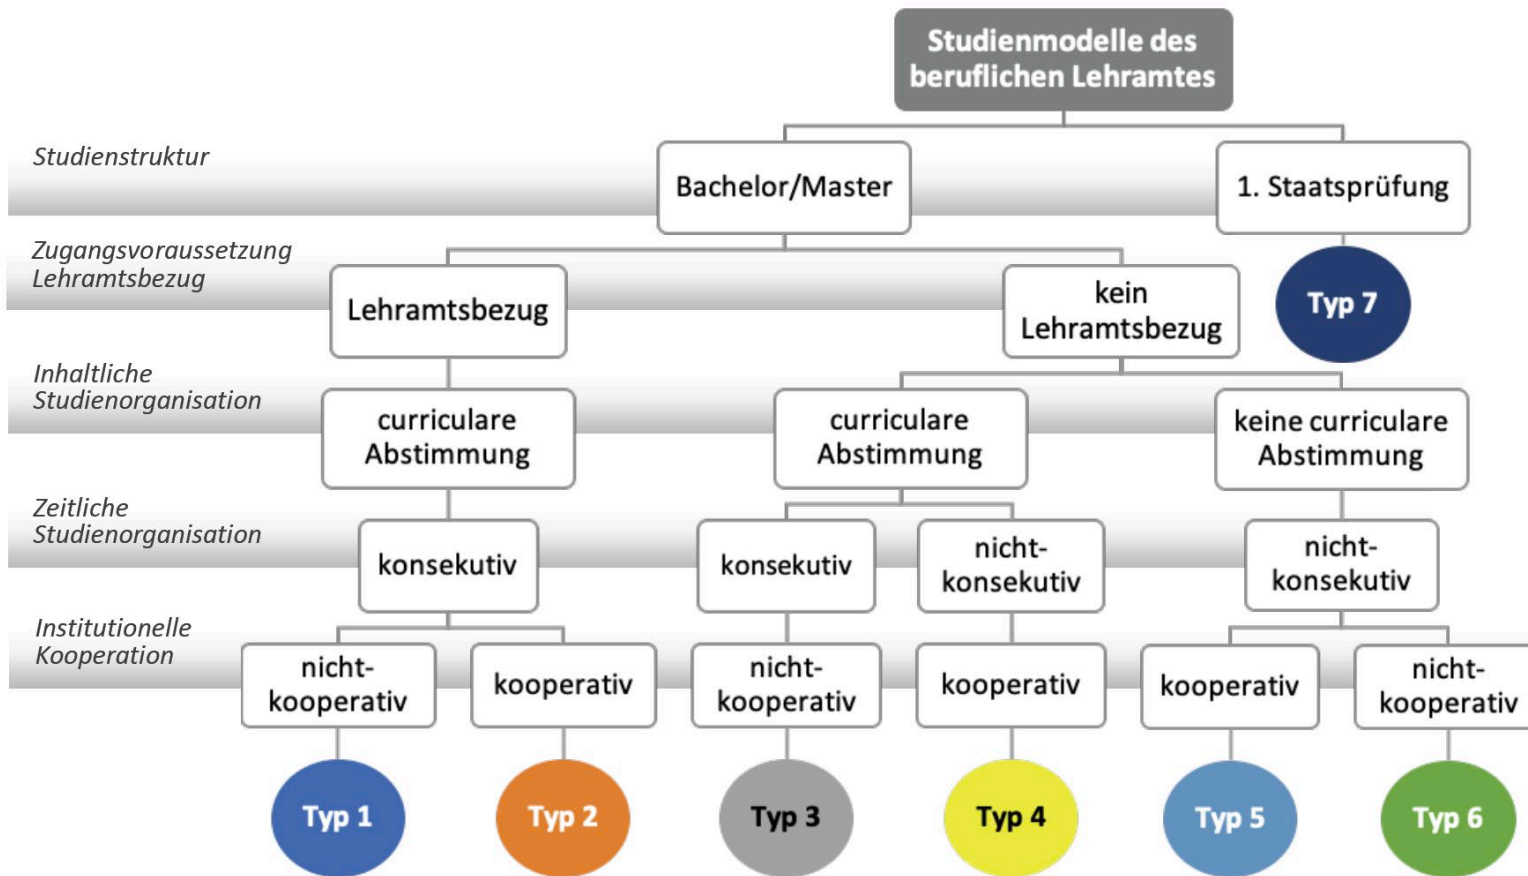 Studienmodelle des
beruflichen Lehramtes
Studienstruktur
Bachelor/Master
1. Staatsprüfung
Zugangsvoraussetzung
Lehramtsbezug
Lehramtsbezug
kein
Lehramtsbezug
Typ 7
Inhaltliche
Studienorganisation
curriculare
Abstimmung
curriculare
Abstimmung
keine curriculare
Abstimmung
Zeitliche
Studienorganisation
konsekutiv
konsekutiv
nicht-
konsekutiv
nicht-
konsekutiv
Institutionelle
Kooperation
nicht-
kooperativ
kooperativ
nicht-
kooperativ
kooperativ
kooperativ
nicht-
kooperativ
Typ 1
Typ 2
Typ 3
Typ 4
Typ 5
Typ 6